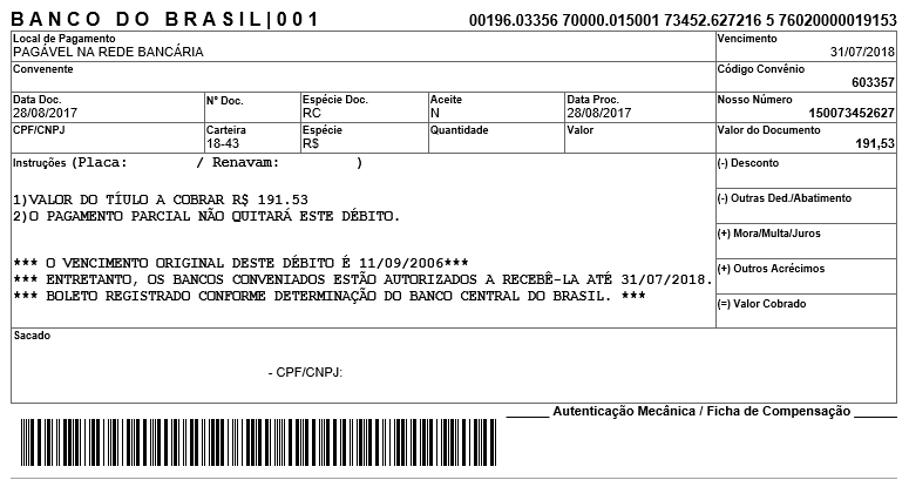 BANCO DO BRASIL|001 00196.03356 70000.015001 73452.627216 5 76020000019153
Local de Pagamento Vencimento
PAGÁVEL NA REDE BANCÁRIA 31/07/2018
Convenente Código Convênio
603357
Data Doc. Nº Doc. Espécie Doc. Aceite Data Proc. Nosso Número
28/08/2017 RC N 28/08/2017 150073452627
CPF/CNPJ Carteira Espécie Quantidade Valor Valor do Documento
18-43 R$ 191,53
Instruções (Placa: / Renavam: ) (-) Desconto
1)VALOR DO TÍTULO A COBRAR R$ 191.53 (-) Outras Ded./Abatimento
2)O PAGAMENTO PARCIAL NÃO QUITARÁ ESTE DÉBITO.
(+) Mora/Multa/Juros
*** O VENCIMENTO ORIGINAL DESTE DÉBITO É 11/09/2006***
*** ENTRETANTO, OS BANCOS CONVENIADOS ESTÃO AUTORIZADOS A RECEBÊ-LA ATÉ 31/07/2018. (+) Outros Acrécimos
*** BOLETO REGISTRADO CONFORME DETERMINAÇÃO DO BANCO CENTRAL DO BRASIL. *** (=) Valor Cobrado
Sacado
- CPF/CNPJ:
Autenticação Mecânica / Ficha de Compensação